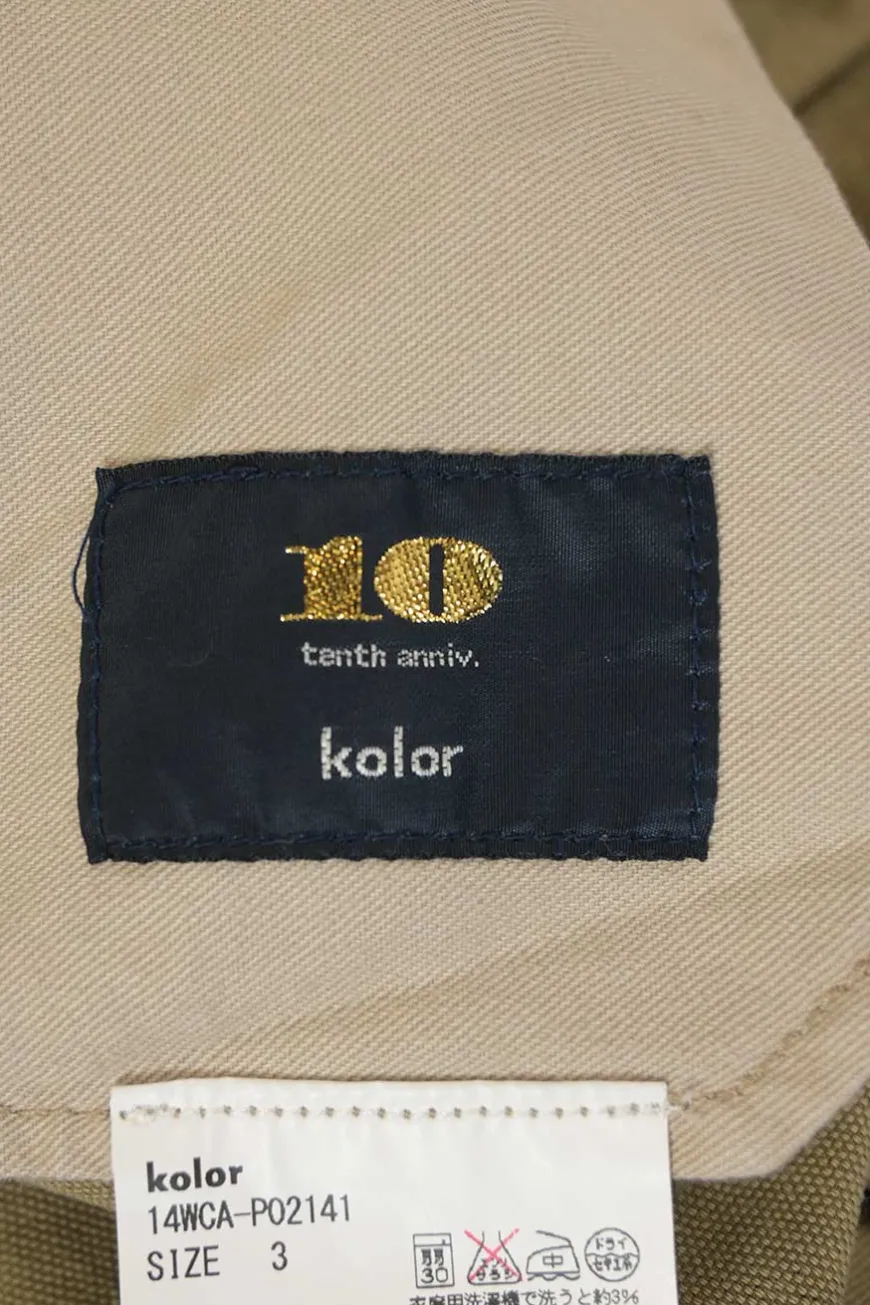 10
tenth anniv.
kolor
kolor
14WCA-P02141
SIZE 3
30 中 ドライ